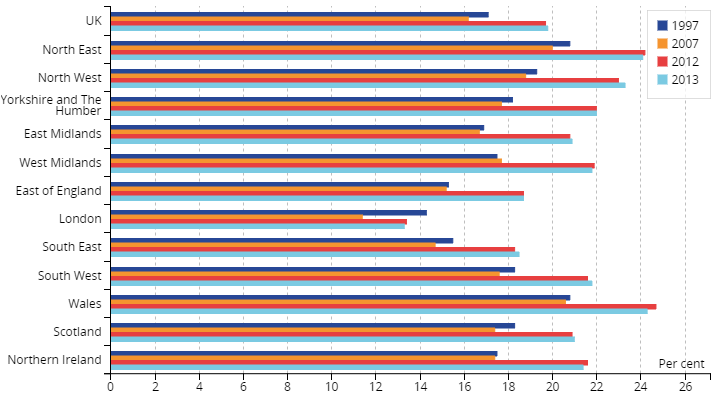 UK
North East
North West
Yorkshire and The
Humber
East Midlands
West Midlands
East of England
London
South East
South West
Wales
Scotland
Northern Ireland
1997
2007
2012
2013
Per cent
0 2 4 6 8 10 12 14 16 18 20 22 24 26